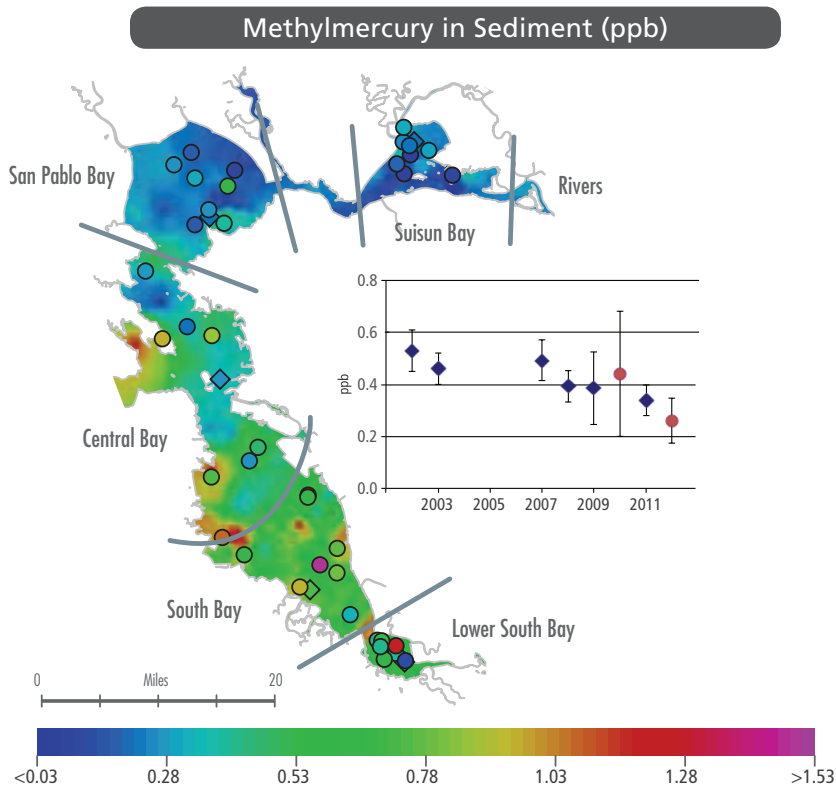 Methylmercury in Sediment (ppb)
San Pablo Bay
Rivers
Suisun Bay
0.8
0.6
0.4
0.2
0.0
ppb
2003 2005 2007 2009 2011
Central Bay
South Bay
Lower South Bay
0 Miles 20
<0.03 0.28 0.53 0.78 1.03 1.28 >1.53